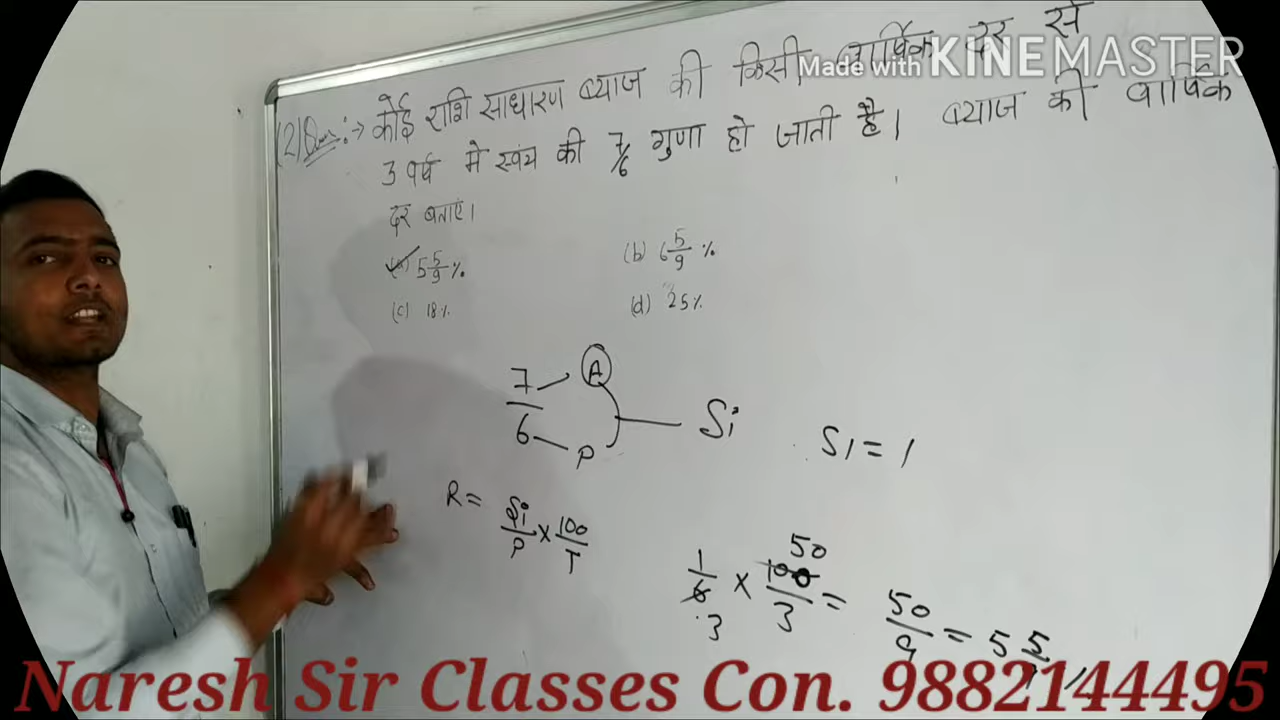 Made with KINEMASTER
(2) Ques:→ कोई राशि साधारण ब्याज की किसी वार्षिक दर से
3 वर्ष मे स्वंय की 7/6 गुणा हो जाती है। ब्याज की वार्षिक
दर बताएं।
(a) 5 5/9 % (b) 6 5/9 %
(c) 18% (d) 25%
7 A
6 P Si SI = 1
R = Si/P × 100/T
1/6 × 100/3 = 50/9 = 5 5/9 %
50
3
Naresh Sir Classes Con. 9882144495